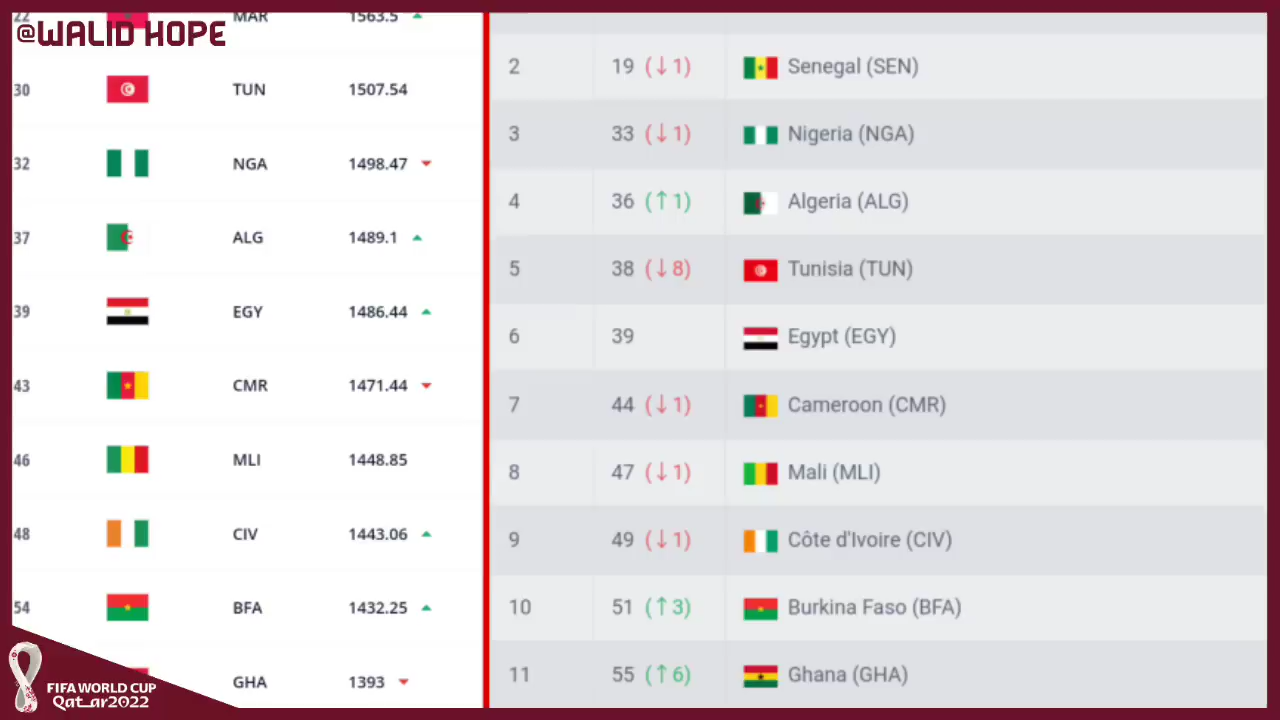 22 MAR 1563.5
@WALID HOPE
30 TUN 1507.54
32 NGA 1498.47
37 ALG 1489.1
39 EGY 1486.44
43 CMR 1471.44
46 MLI 1448.85
48 CIV 1443.06
54 BFA 1432.25
GHA 1393
FIFA WORLD CUP
Qatar2022
2 19 (↓1) Senegal (SEN)
3 33 (↓1) Nigeria (NGA)
4 36 (↑1) Algeria (ALG)
5 38 (↓8) Tunisia (TUN)
6 39 Egypt (EGY)
7 44 (↓1) Cameroon (CMR)
8 47 (↓1) Mali (MLI)
9 49 (↓1) Côte d'Ivoire (CIV)
10 51 (↑3) Burkina Faso (BFA)
11 55 (↑6) Ghana (GHA)